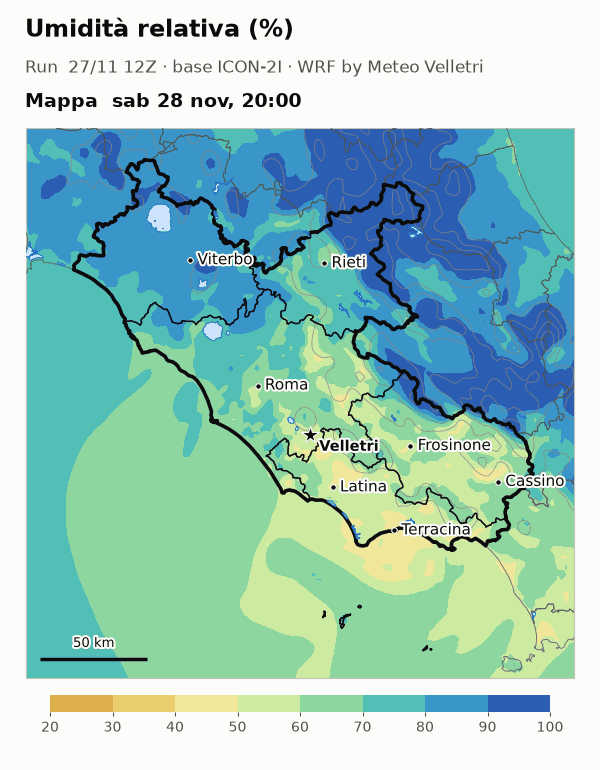 Umidità relativa (%)
Run  27/11 12Z · base ICON-2I · WRF by Meteo Velletri
Mappa  sab 28 nov, 20:00
Viterbo
Rieti
Roma
Velletri
Frosinone
Cassino
Latina
Terracina
50 km
20 30 40 50 60 70 80 90 100